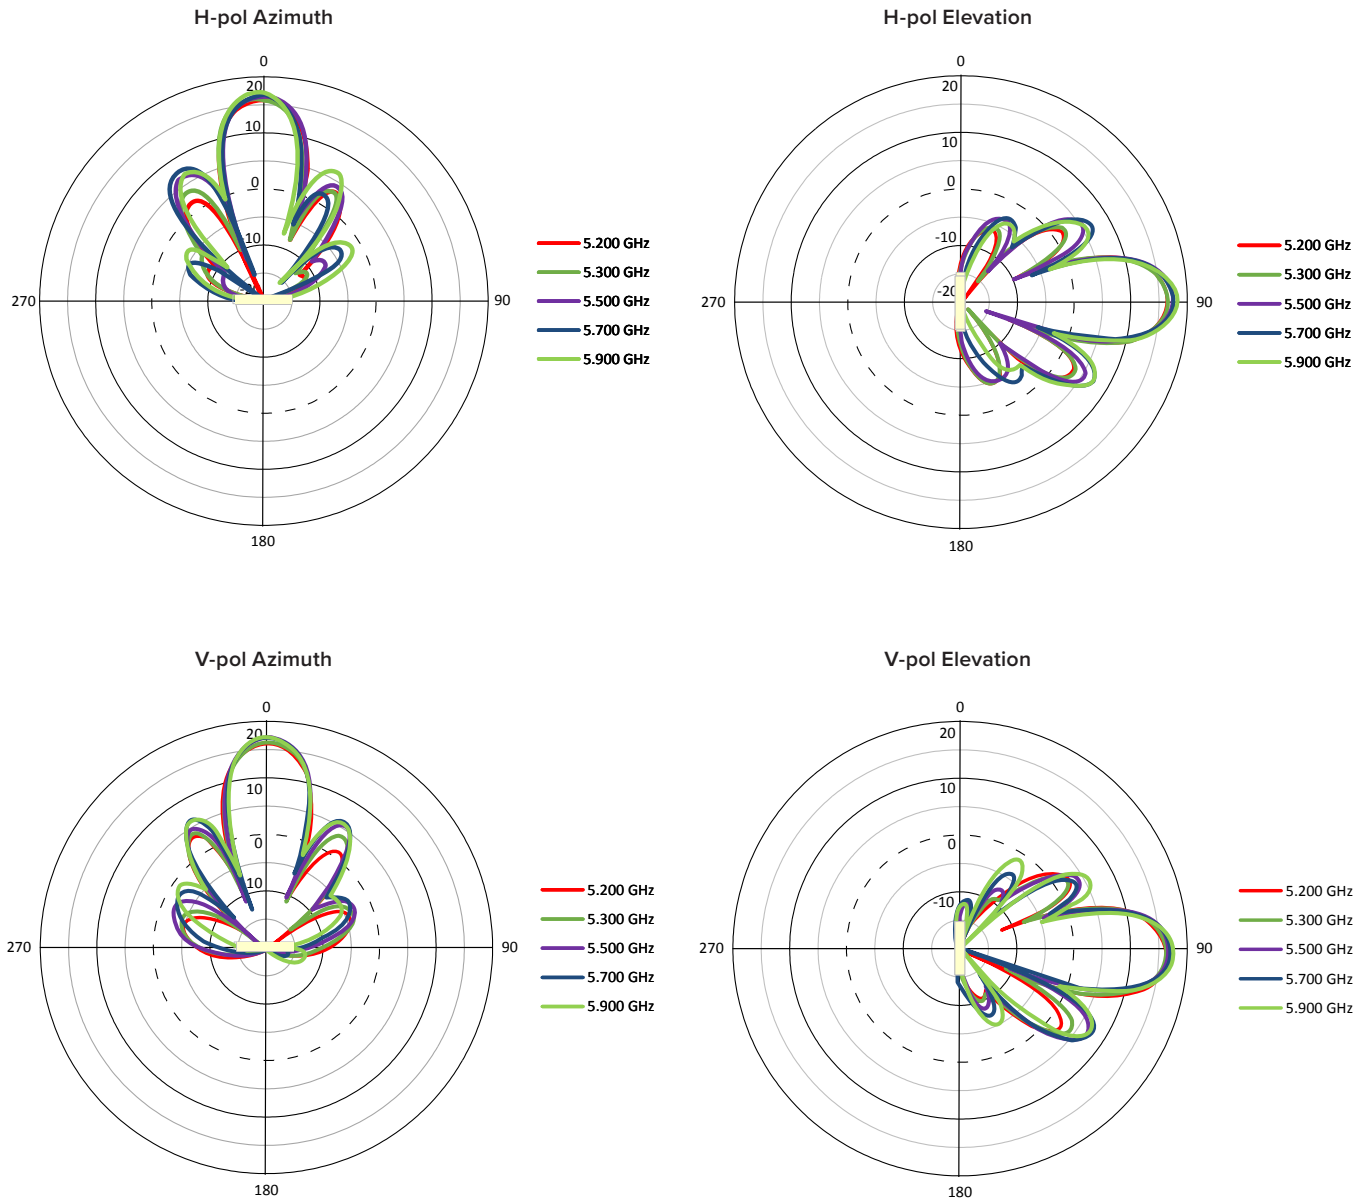 H-pol Azimuth
0
20
10
0
-10
270
90
180
5.200 GHz
5.300 GHz
5.500 GHz
5.700 GHz
5.900 GHz
H-pol Elevation
0
20
10
0
-10
-20
270
90
180
5.200 GHz
5.300 GHz
5.500 GHz
5.700 GHz
5.900 GHz
V-pol Azimuth
0
20
10
0
10
270
90
180
5.200 GHz
5.300 GHz
5.500 GHz
5.700 GHz
5.900 GHz
V-pol Elevation
0
20
10
0
-10
270
90
180
5.200 GHz
5.300 GHz
5.500 GHz
5.700 GHz
5.900 GHz